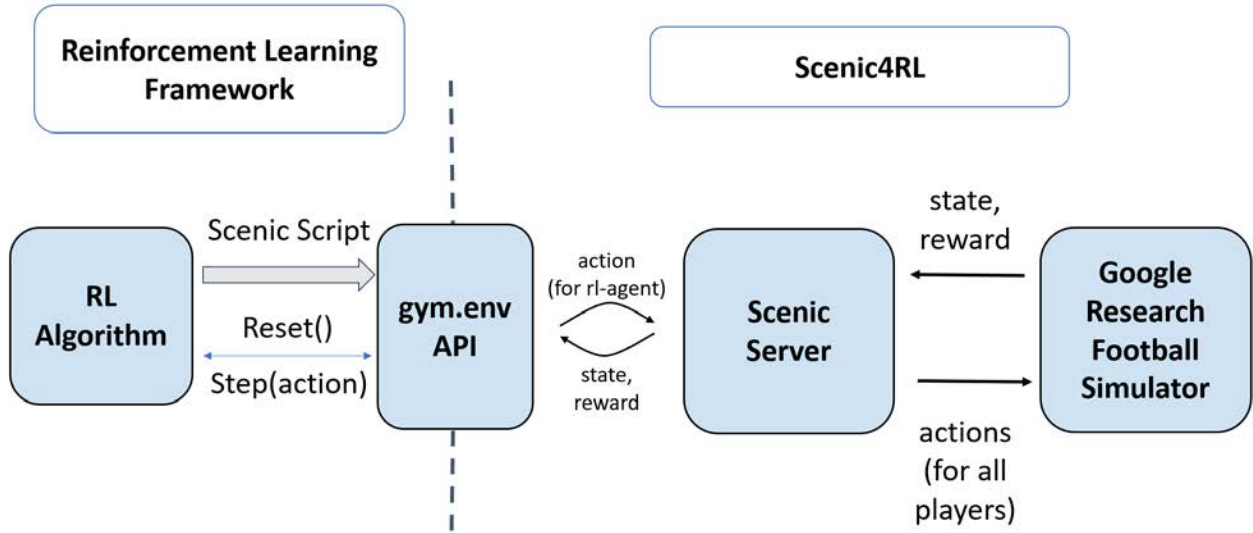 Reinforcement Learning
Framework
Scenic4RL
RL
Algorithm
Scenic Script
Reset()
Step(action)
gym.env
API
action
(for rl-agent)
state,
reward
Scenic
Server
state,
reward
actions
(for all
players)
Google
Research
Football
Simulator